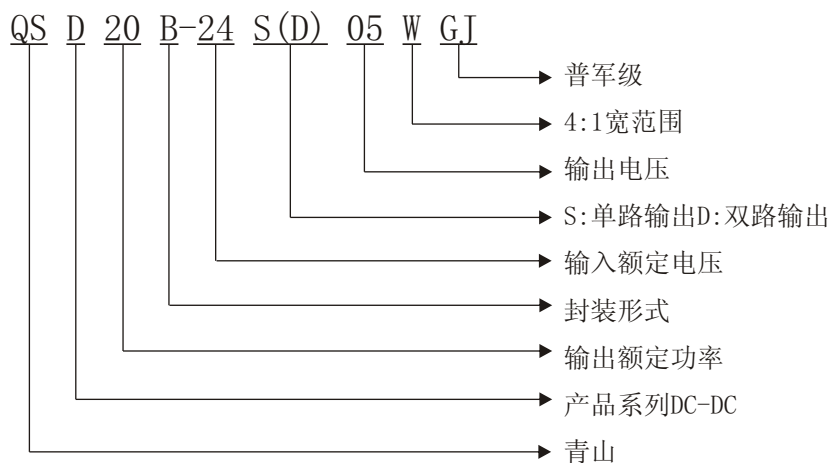 QS D 20 B-24 S(D) 05 W GJ
普军级
4:1宽范围
输出电压
S:单路输出D:双路输出
输入额定电压
封装形式
输出额定功率
产品系列DC-DC
青山